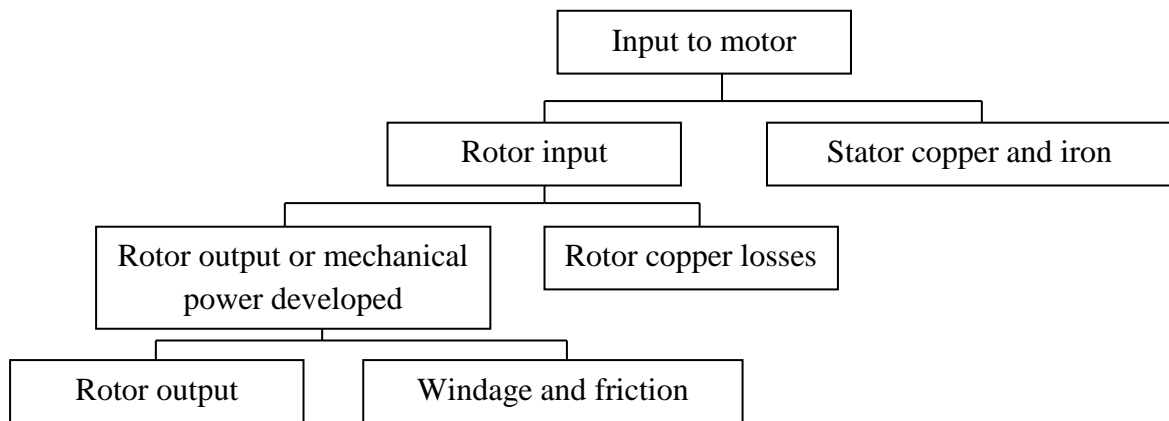 Input to motor
Rotor input
Stator copper and iron
Rotor output or mechanical
power developed
Rotor copper losses
Rotor output
Windage and friction